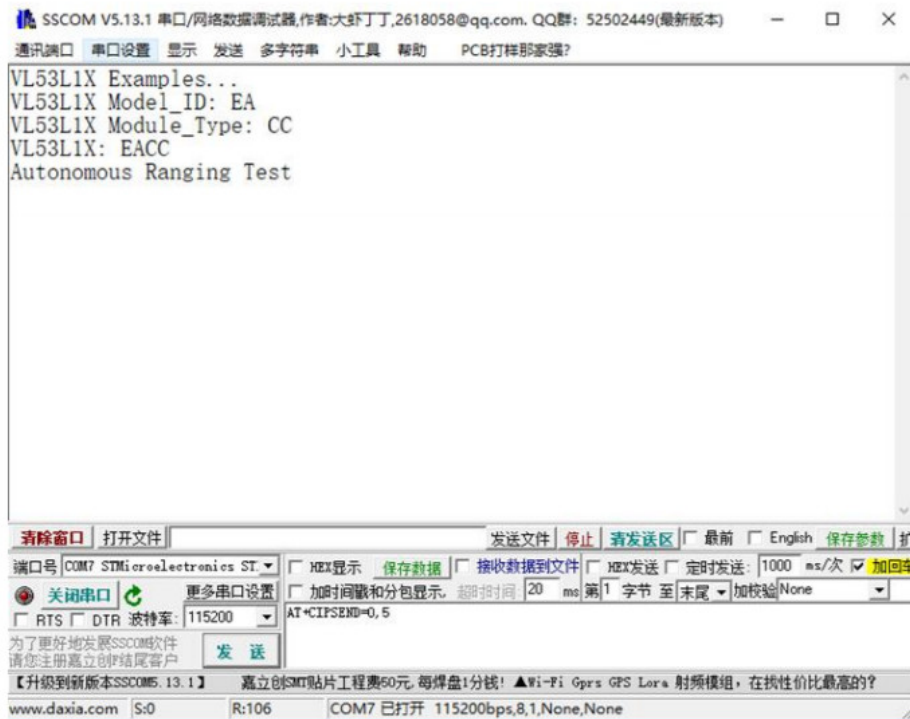 SSCOM V5.13.1 串口/网络数据调试器,作者:大虾丁丁,2618058@qq.com. QQ群: 52502449(最新版本)
通讯端口 串口设置 显示 发送 多字符串 小工具 帮助 PCB打样那家强?
VL53L1X Examples...
VL53L1X Model_ID: EA
VL53L1X Module_Type: CC
VL53L1X: EACC
Autonomous Ranging Test
清除窗口 打开文件 发送文件 停止 清发送区 最前 English 保存参数 扩
端口号 COM7 STMicroelectronics ST. HEX显示 保存数据 接收数据到文件 HEX发送 定时发送: 1000 ms/次 加回车
关闭串口 更多串口设置 加时间戳和分包显示. 超时时间: 20 ms 第 1 字节 至 末尾 加校验 None
RTS DTR 波特率: 115200 AT+CIPSEND=0,5
为了更好地发展SSCOM软件
请您注册嘉立创F结尾客户 发 送
【升级到新版本SSCOM5.13.1】 嘉立创SMT贴片工程费50元,每焊盘1分钱! ▲Wi-Fi Gprs GPS Lora 射频模组, 在找性价比最高的?
www.daxia.com S:0 R:106 COM7 已打开 115200bps,8,1,None,None